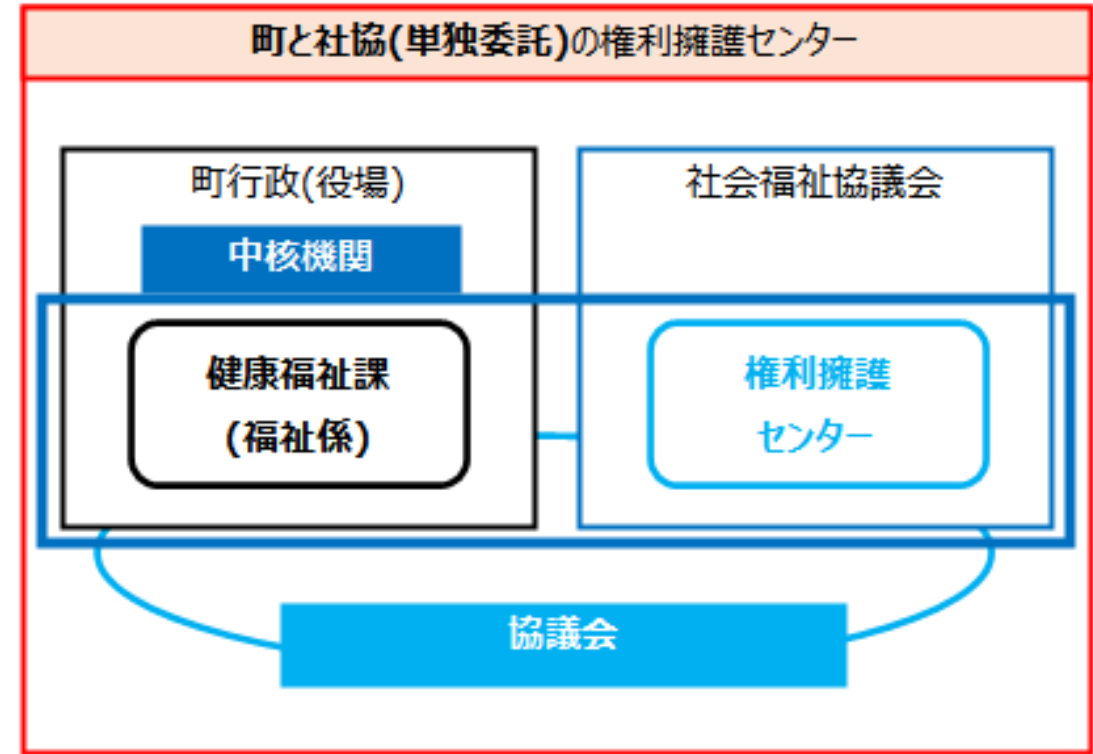 町と社協(単独委託)の権利擁護センター
町行政(役場)
社会福祉協議会
中核機関
健康福祉課
(福祉係)
権利擁護
センター
協議会